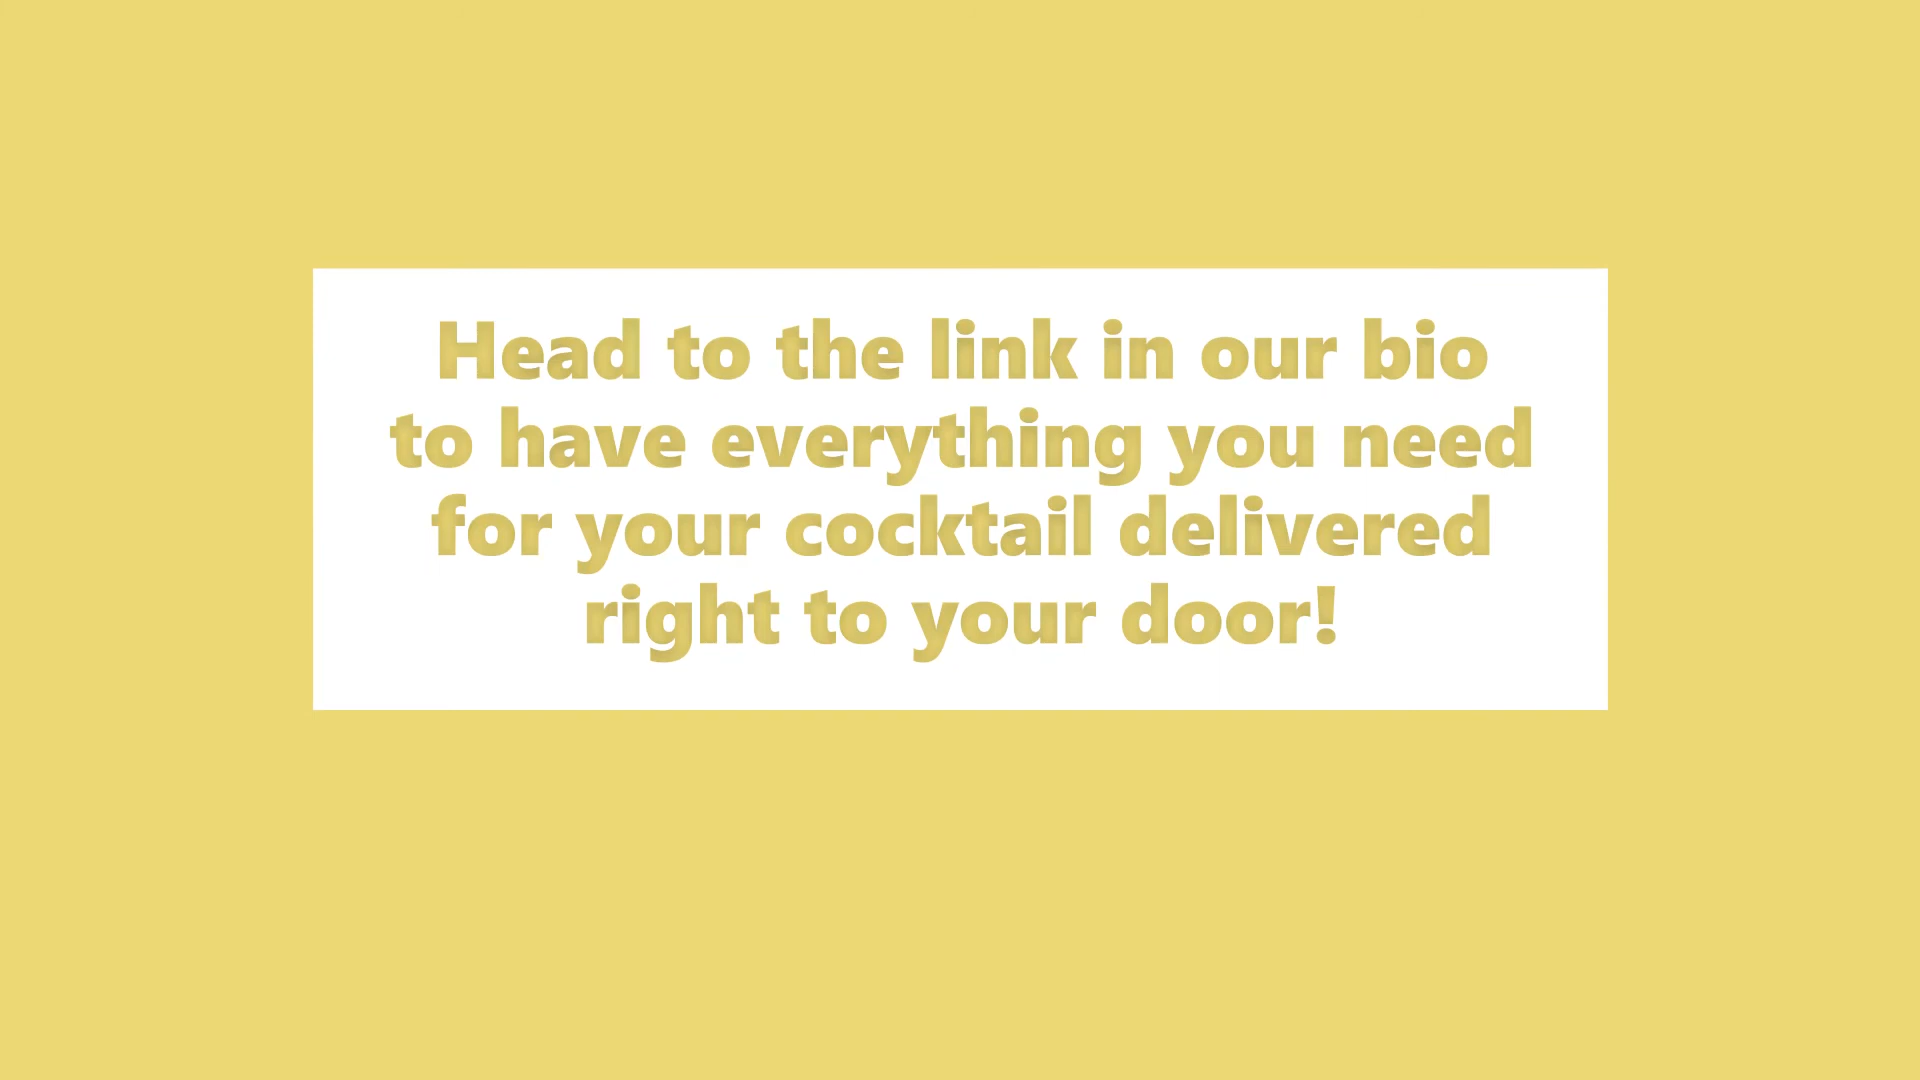 Head to the link in our bio
to have everything you need
for your cocktail delivered
right to your door!